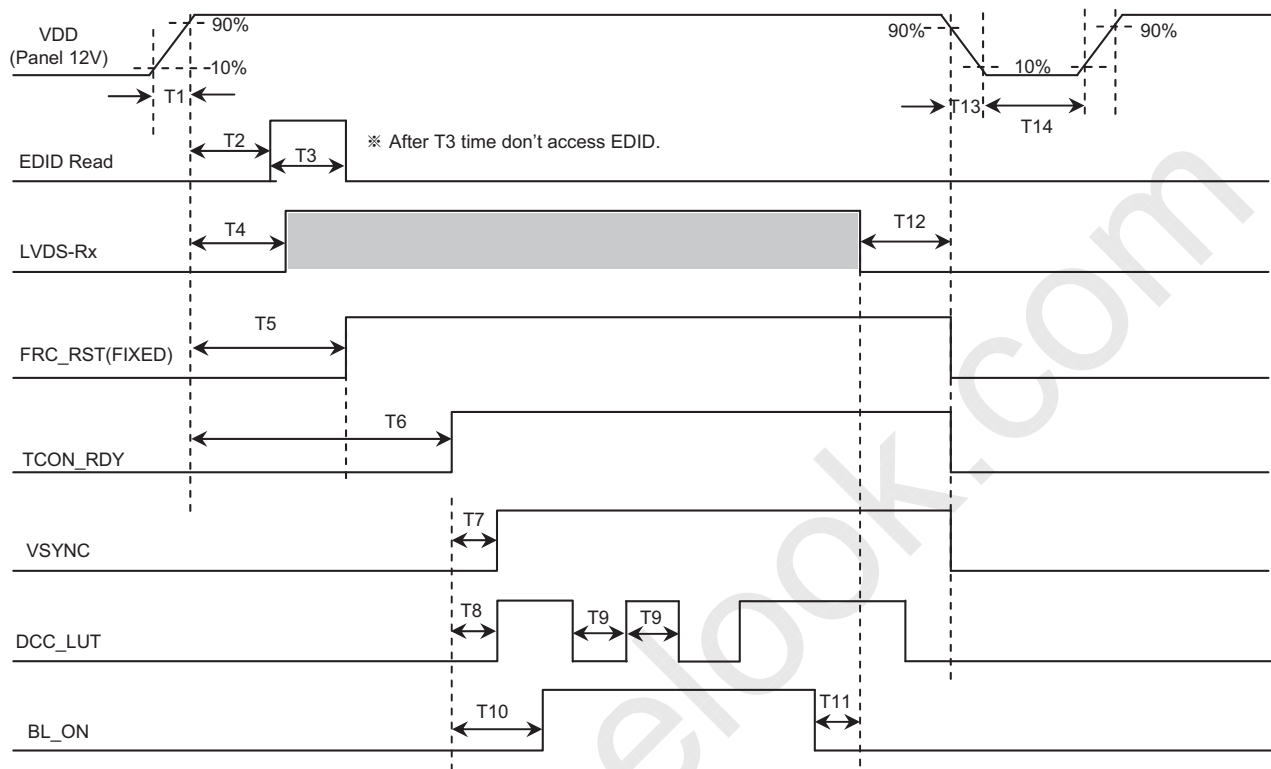 VDD
(Panel 12V)
90%
10%
T1
90%
10%
90%
T13
T14
EDID Read
T2
T3
※ After T3 time don't access EDID.
LVDS-Rx
T4
T12
FRC_RST(FIXED)
T5
TCON_RDY
T6
VSYNC
T7
DCC_LUT
T8
T9
T9
BL_ON
T10
T11
elook.com